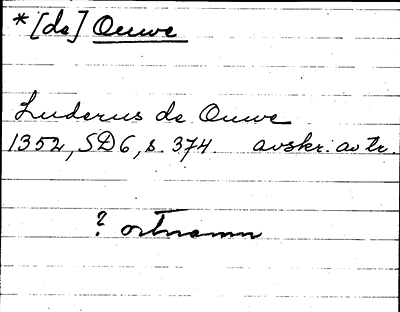 *[de] Ouwe
Luderus de Ouwe
1352, SD6, s. 374. avskr. av tr.
? ortnamn